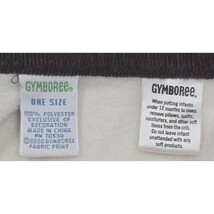 GYMBOREE®
ONE SIZE
100% POLYESTER
EXCLUSIVE OF
DECORATION
MADE IN CHINA
RN 70530
©2002 GYMBOREE
FABRIC PRINT
GYMBOREE®
When putting infants
under 12 months to sleep,
remove pillows, quilts,
comforters, and other soft
items from the crib.
Do not leave infant
unattended with any
soft products.